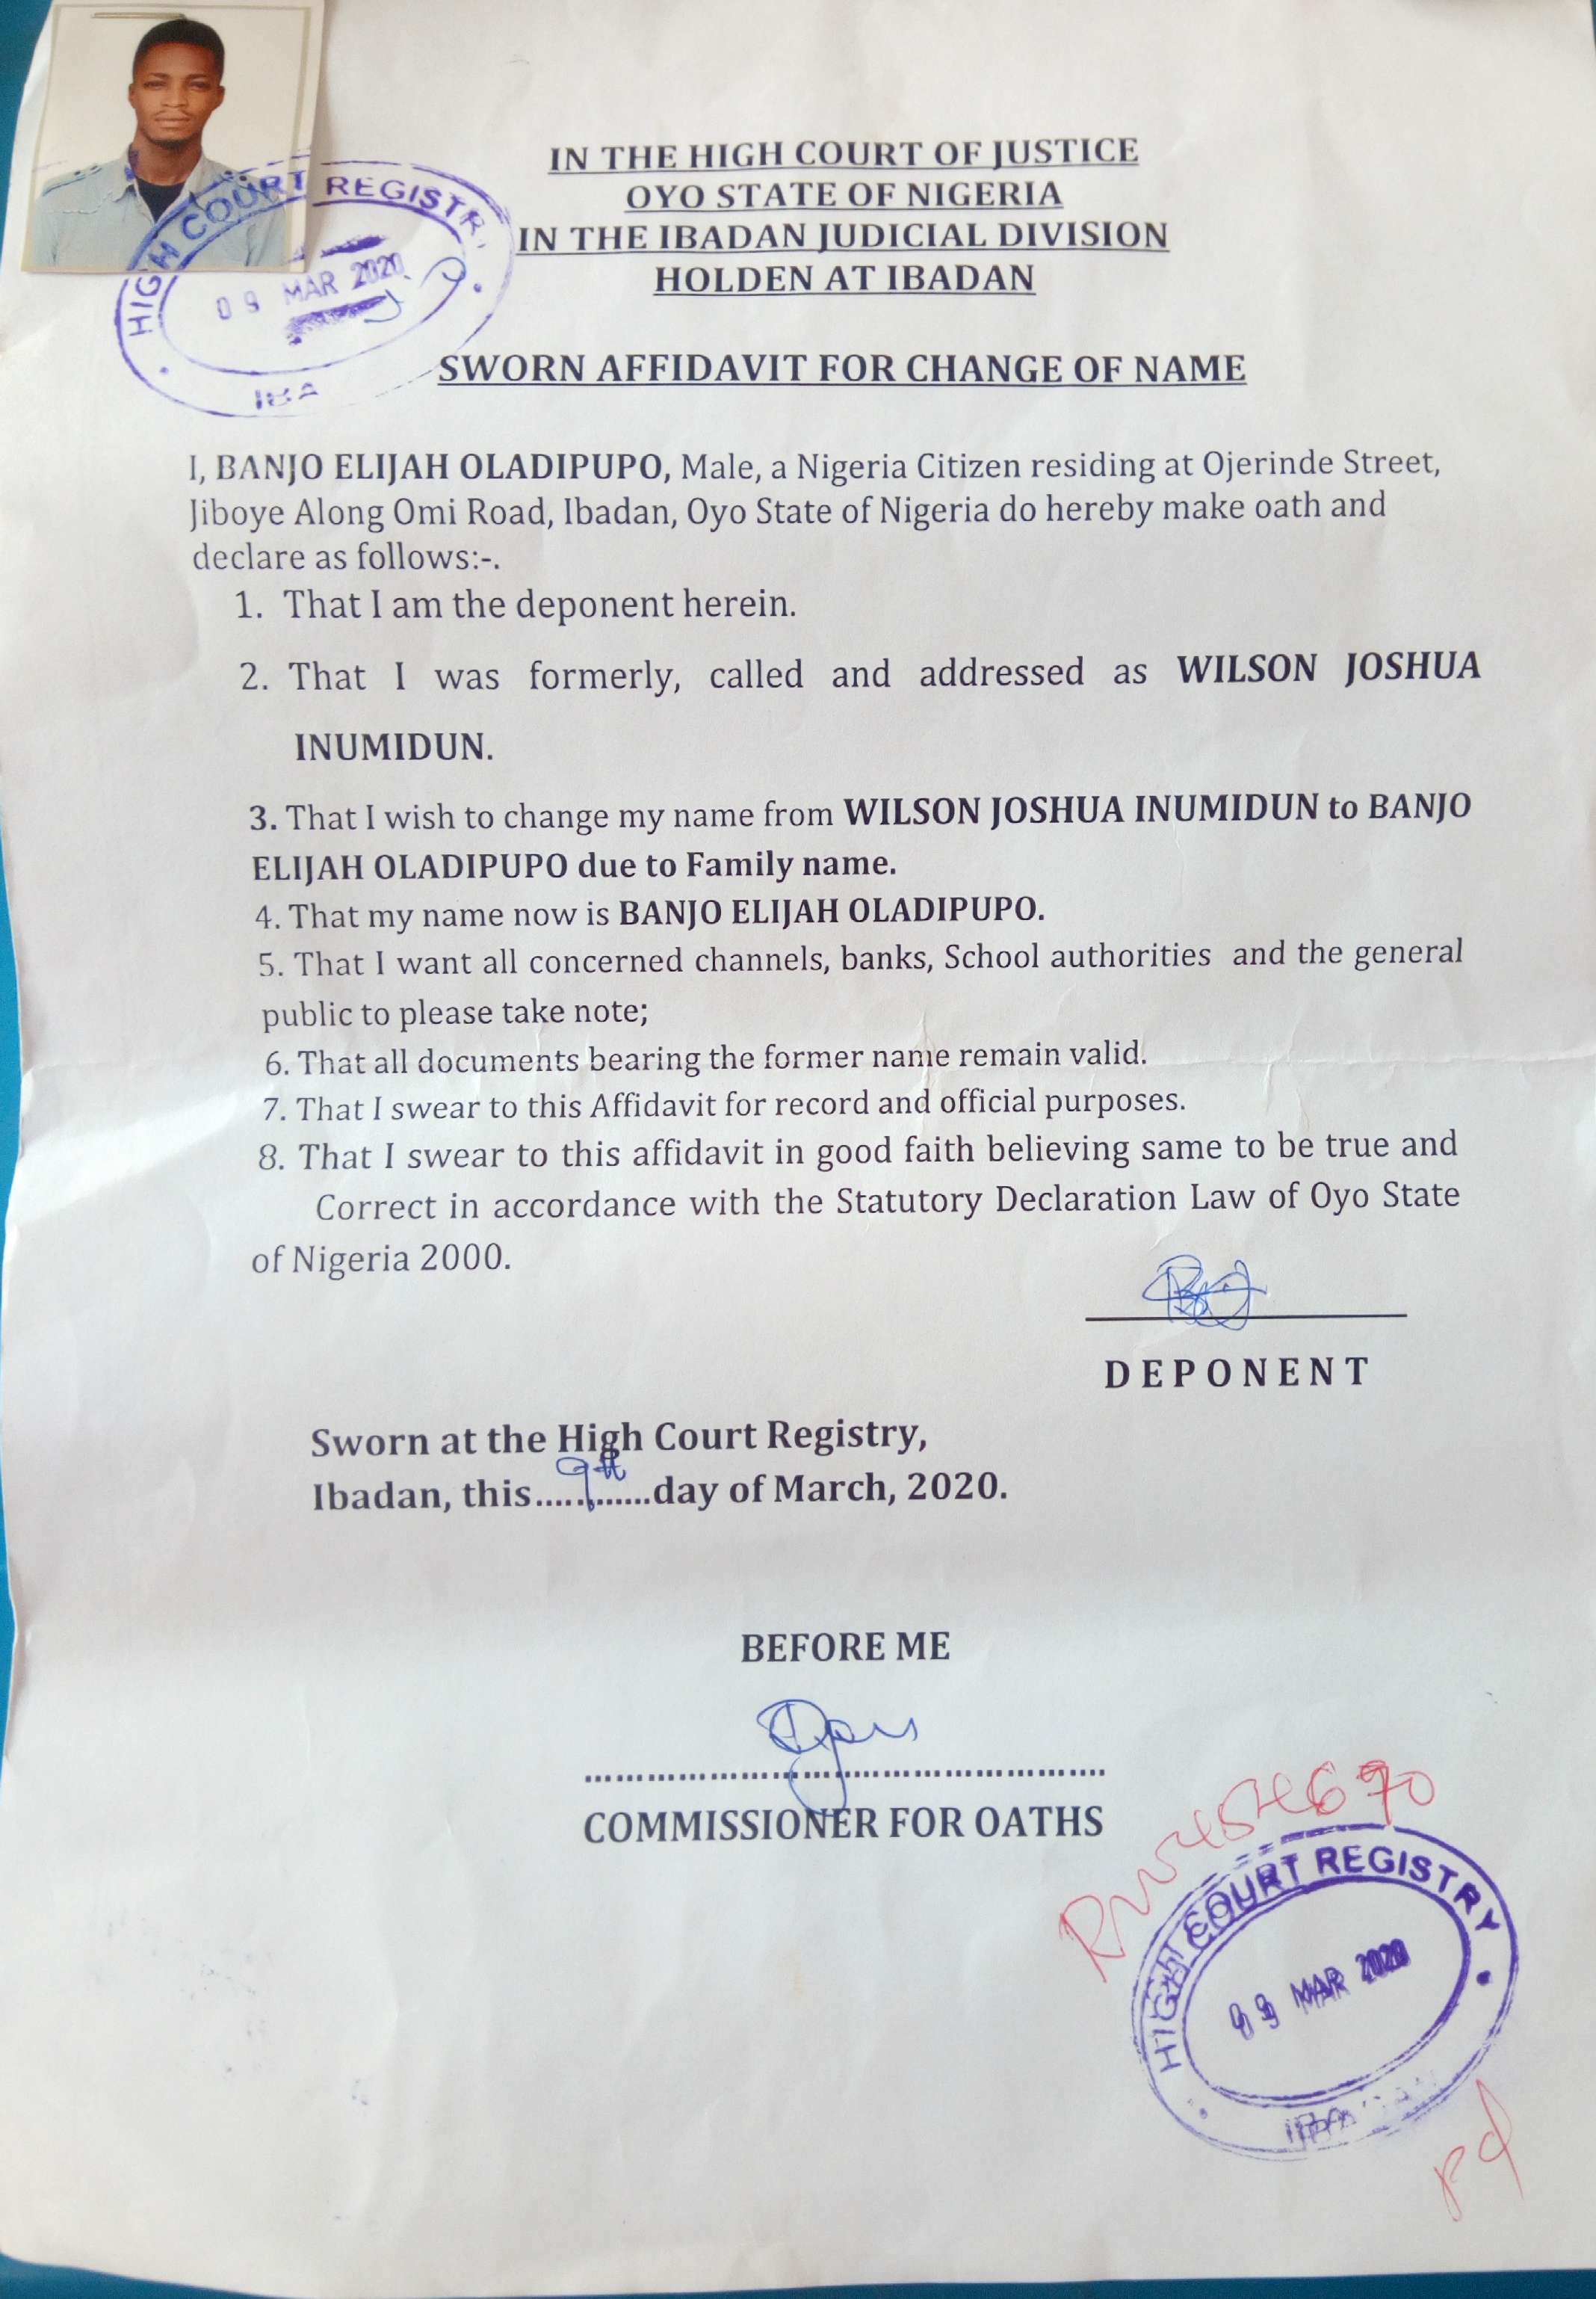 IN THE HIGH COURT OF JUSTICE
OYO STATE OF NIGERIA
IN THE IBADAN JUDICIAL DIVISION
HOLDEN AT IBADAN
HIGH COURT REGISTR
09 MAR 2020
SWORN AFFIDAVIT FOR CHANGE OF NAME
I, BANJO ELIJAH OLADIPUPO, Male, a Nigeria Citizen residing at Ojerinde Street,
Jiboye Along Omi Road, Ibadan, Oyo State of Nigeria do hereby make oath and
declare as follows:-.
1. That I am the deponent herein.
2. That I was formerly, called and addressed as WILSON JOSHUA
INUMIDUN.
3. That I wish to change my name from WILSON JOSHUA INUMIDUN to BANJO
ELIJAH OLADIPUPO due to Family name.
4. That my name now is BANJO ELIJAH OLADIPUPO.
5. That I want all concerned channels, banks, School authorities and the general
public to please take note;
6. That all documents bearing the former name remain valid.
7. That I swear to this Affidavit for record and official purposes.
8. That I swear to this affidavit in good faith believing same to be true and
Correct in accordance with the Statutory Declaration Law of Oyo State
of Nigeria 2000.
DEPONENT
Sworn at the High Court Registry,
Ibadan, this......9th......day of March, 2020.
BEFORE ME
COMMISSIONER FOR OATHS
HIGH COURT REGISTRY
09 MAR 2020
pd